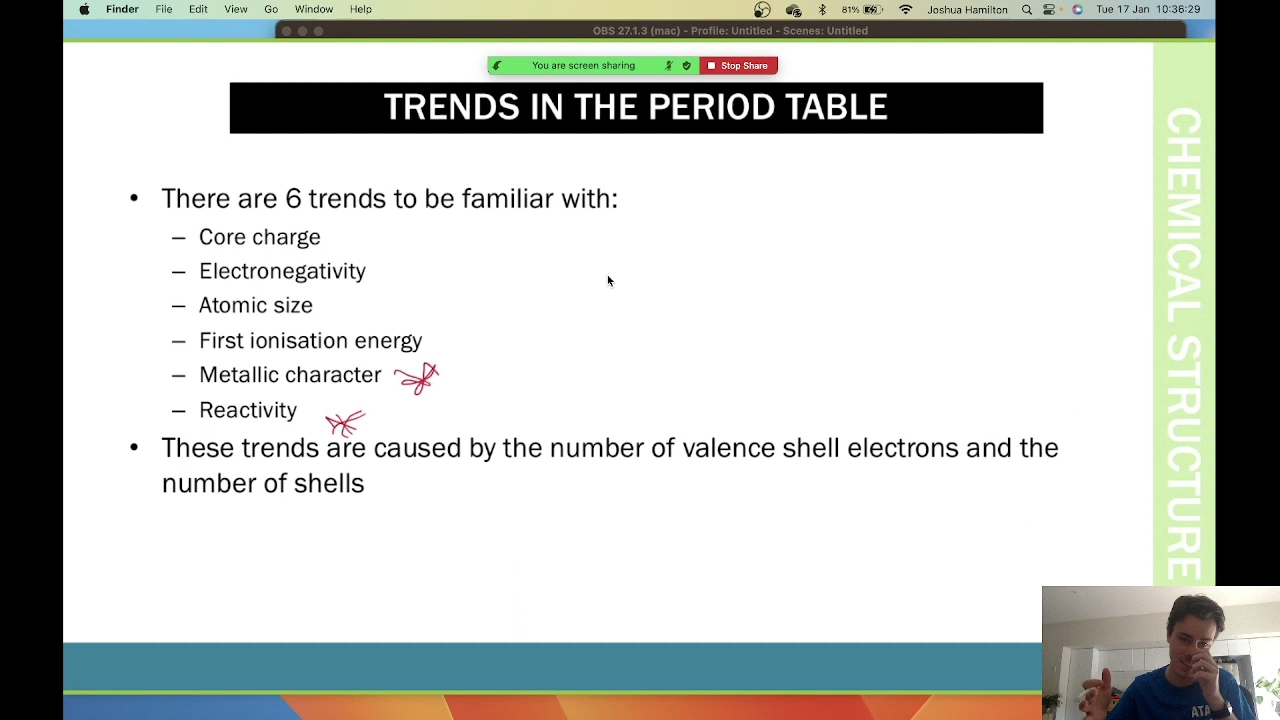 Finder File Edit View Go Window Help 81% Joshua Hamilton Tue 17 Jan 10:36:29
OBS 27.1.3 (mac) - Profile: Untitled - Scenes: Untitled
You are screen sharing Stop Share
TRENDS IN THE PERIOD TABLE
• There are 6 trends to be familiar with:
– Core charge
– Electronegativity
– Atomic size
– First ionisation energy
– Metallic character
– Reactivity
• These trends are caused by the number of valence shell electrons and the
number of shells
CHEMICAL STRUCTURE